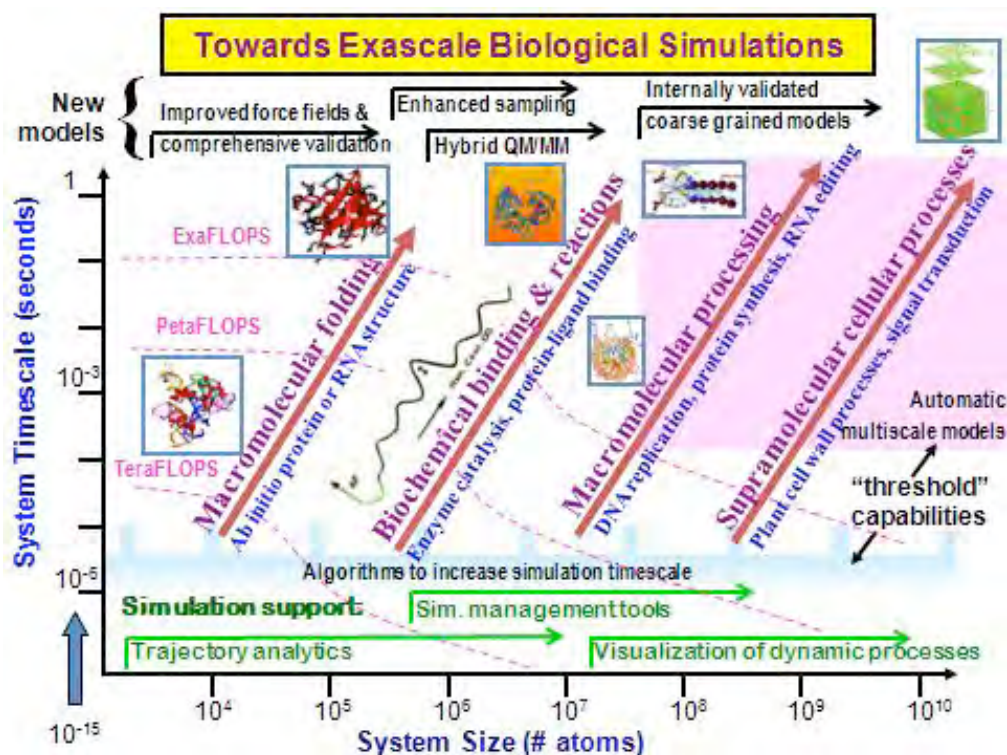 Towards Exascale Biological Simulations
New
models
Improved force fields &
comprehensive validation
Enhanced sampling
Hybrid QM/MM
Internally validated
coarse grained models
System Timescale (seconds)
1
10-3
10-6
10-15
ExaFLOPS
PetaFLOPS
TeraFLOPS
Macromolecular folding
Ab initio protein or RNA structure
Biochemical binding & reactions
Enzyme catalysis, protein-ligand binding
Macromolecular processing
DNA replication, protein synthesis, RNA editing
Supramolecular cellular processes
Plant cell wall processes, signal transduction
Automatic
multiscale models
“threshold”
capabilities
Algorithms to increase simulation timescale
Simulation support:
Sim. management tools
Trajectory analytics
Visualization of dynamic processes
104
105
106
107
108
109
1010
System Size (# atoms)